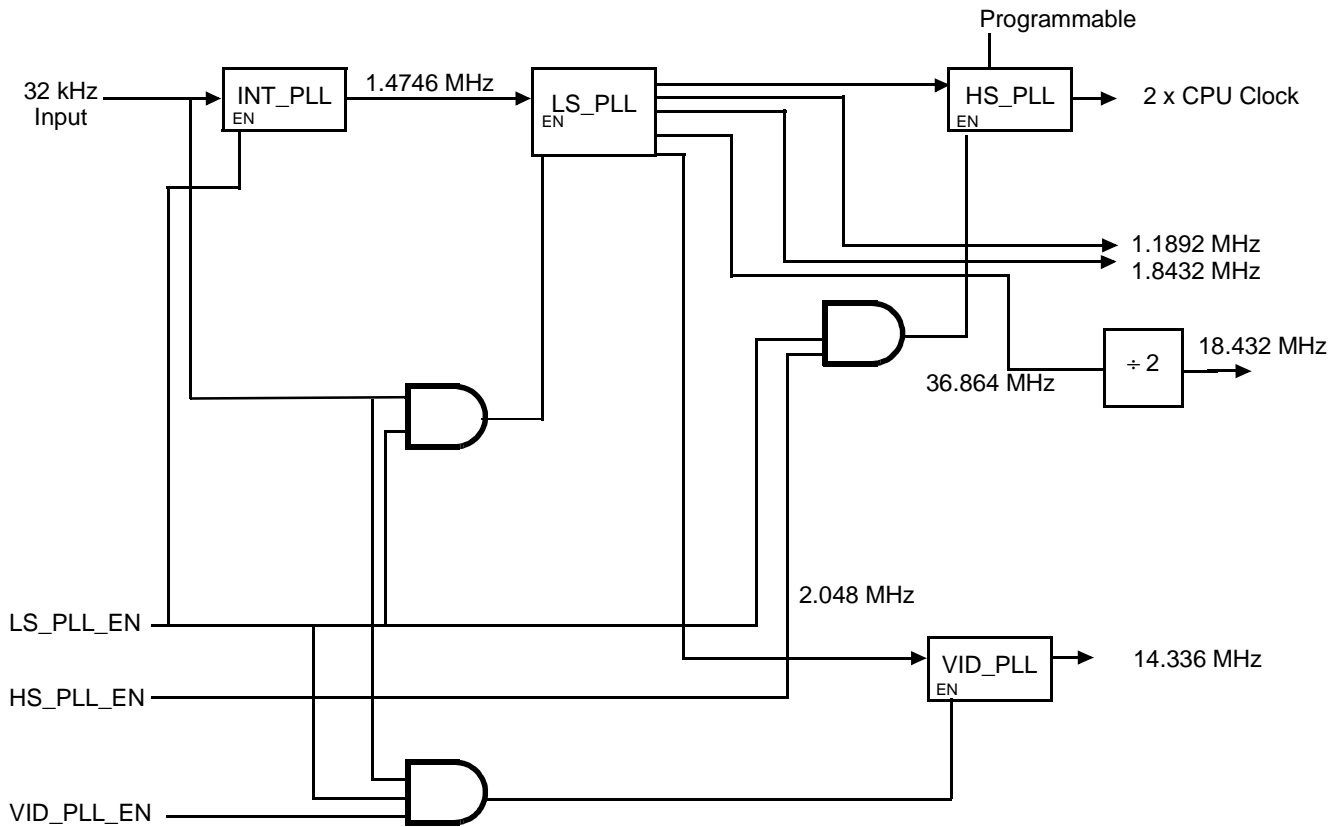 Programmable
32 kHz
Input
INT_PLL
EN
1.4746 MHz
LS_PLL
EN
HS_PLL
EN
2 x CPU Clock
1.1892 MHz
1.8432 MHz
÷ 2
18.432 MHz
36.864 MHz
2.048 MHz
LS_PLL_EN
HS_PLL_EN
VID_PLL
EN
14.336 MHz
VID_PLL_EN